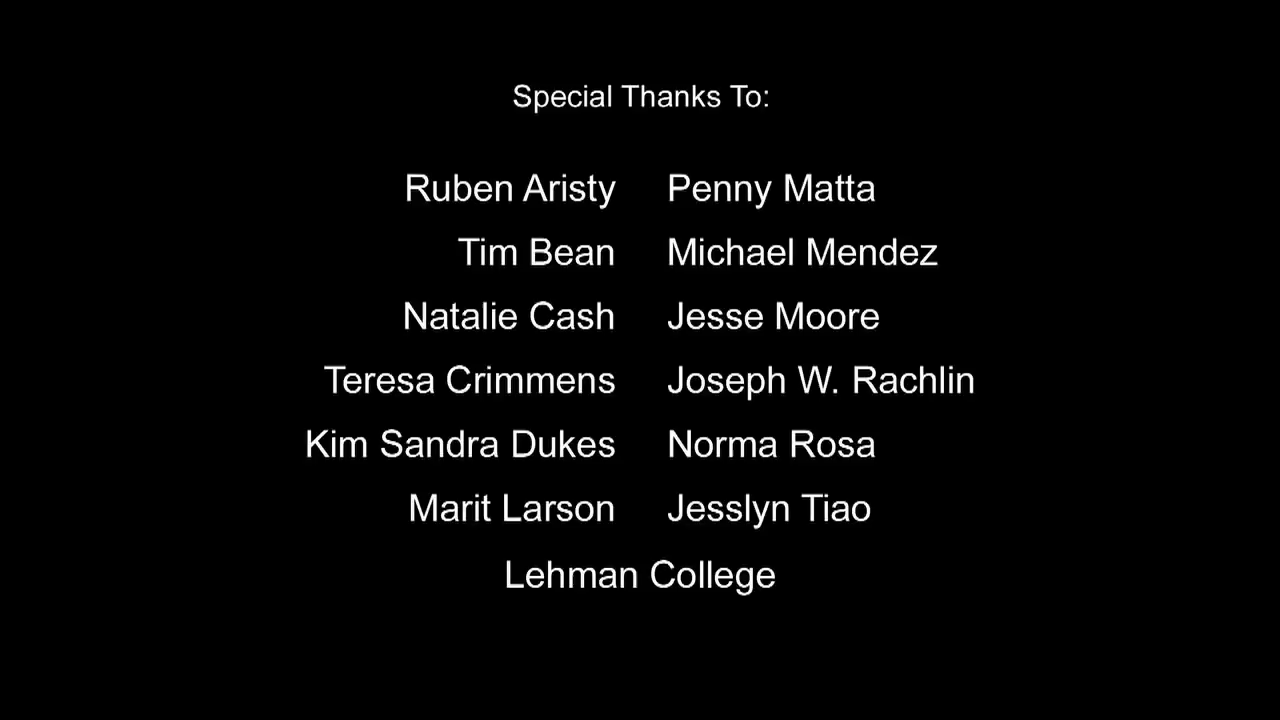 Special Thanks To:
Ruben Aristy Penny Matta
Tim Bean Michael Mendez
Natalie Cash Jesse Moore
Teresa Crimmens Joseph W. Rachlin
Kim Sandra Dukes Norma Rosa
Marit Larson Jesslyn Tiao
Lehman College